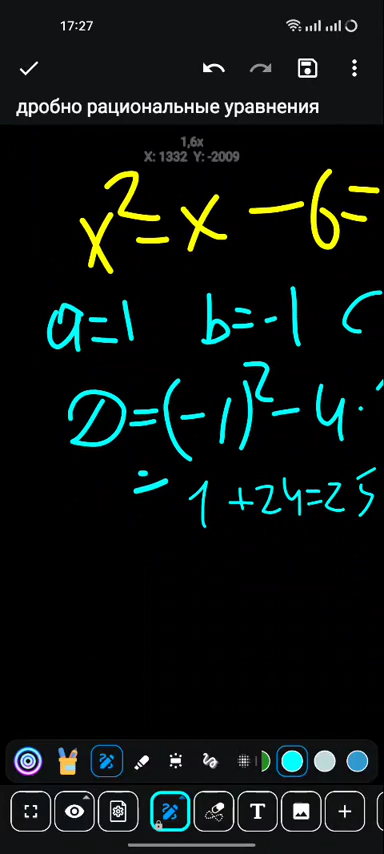 17:27
дробно рациональные уравнения
1,6x
X: 1332 Y: -2009
x² - x - 6 =
a=1 b=-1 C
D=(-1)² - 4 ·
= 1 + 24 = 25
T